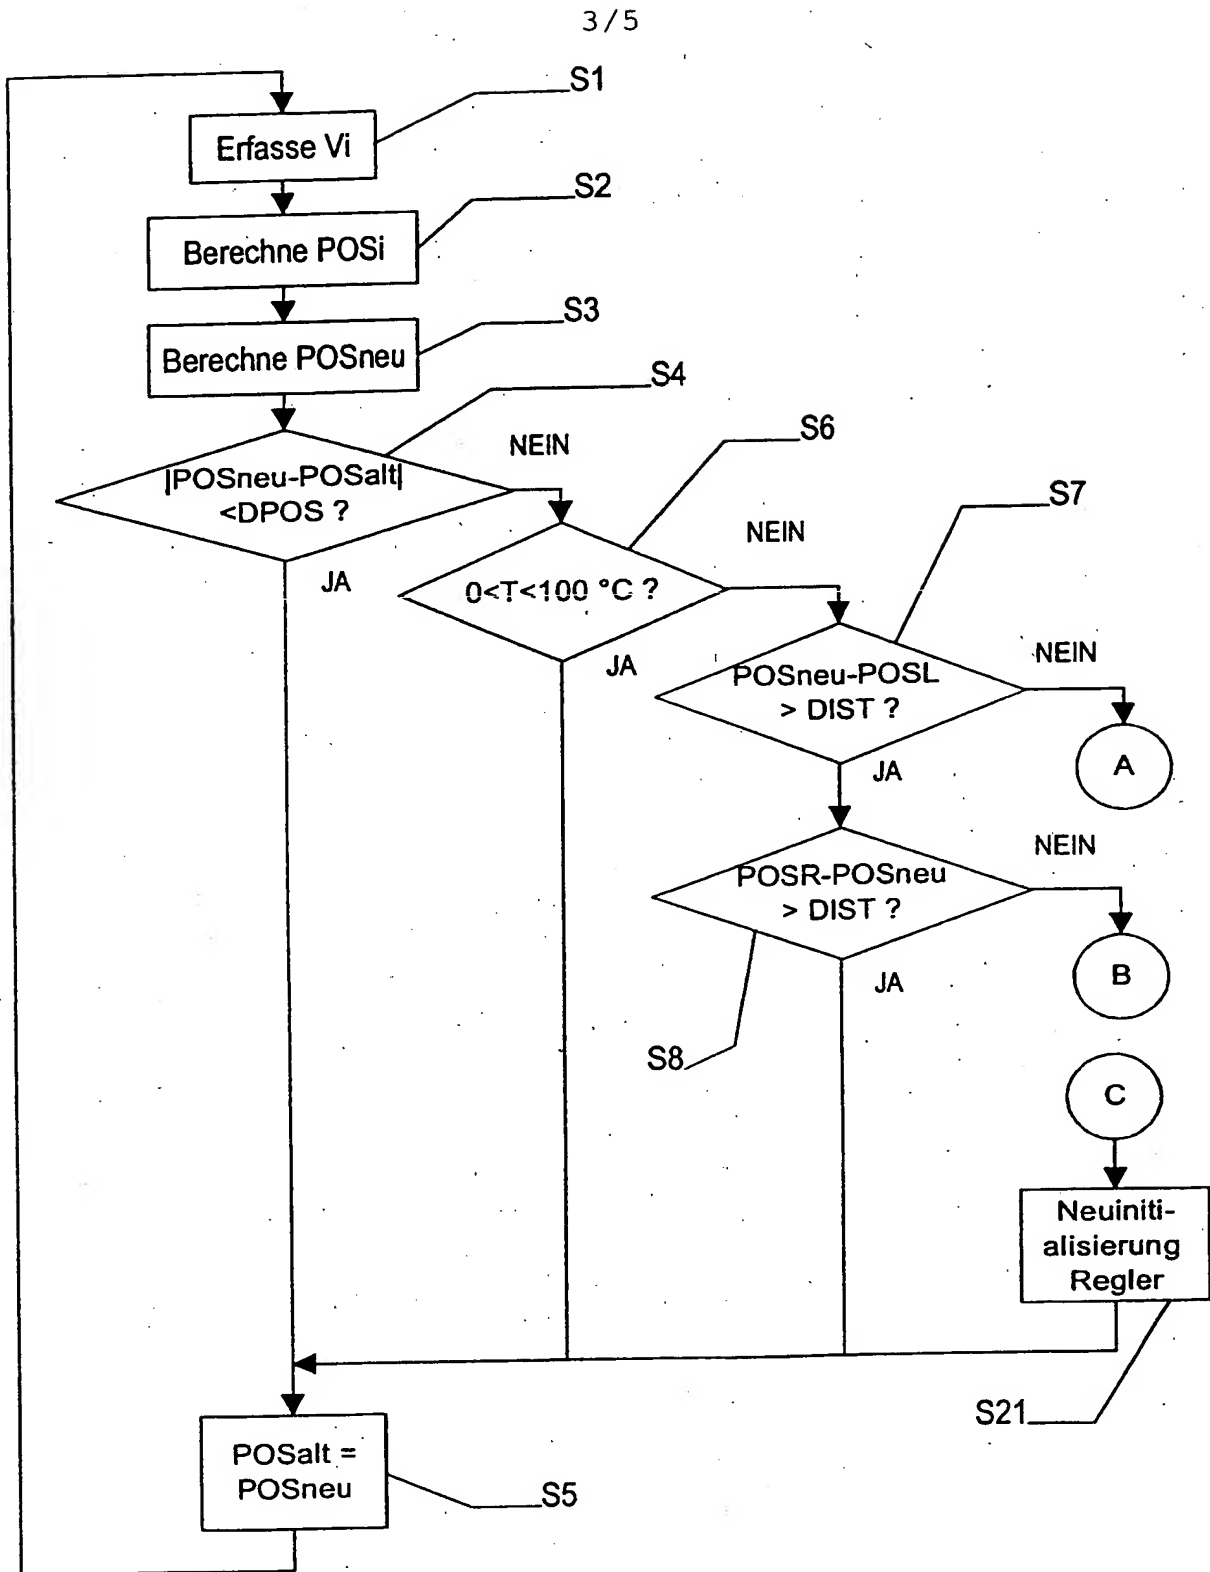 3/5
S1
Erfasse Vi
S2
Berechne POSi
S3
Berechne POSneu
S4
|POSneu-POSalt|
<DPOS ?
NEIN
JA
S6
0<T<100 °C ?
NEIN
JA
S7
POSneu-POSL
> DIST ?
NEIN
JA
A
POSR-POSneu
> DIST ?
NEIN
JA
B
S8
C
Neuiniti-
alisierung
Regler
S21
POSalt =
POSneu
S5